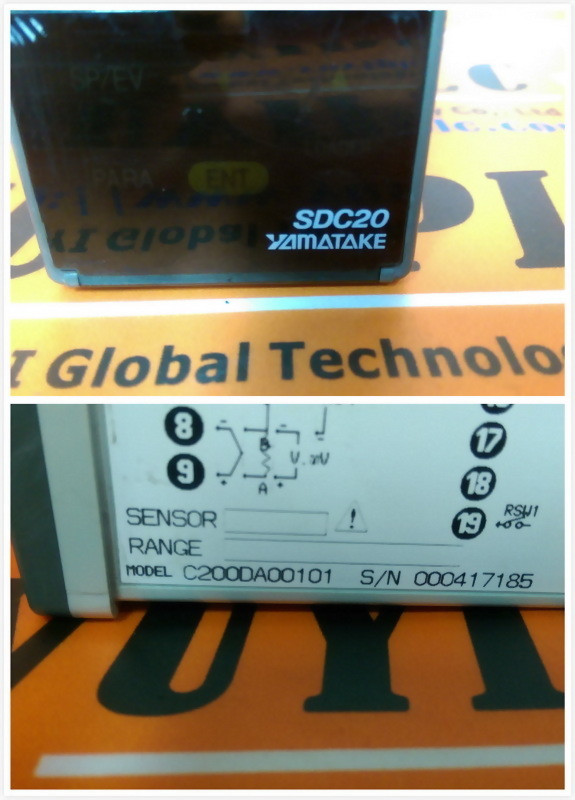 SP/EV
PARA
ENT
SDC20
YAMATAKE
I Global Technolo
8
9
B
A
V.mV
17
18
19
RSW1
SENSOR
RANGE
MODEL C200DA00101 S/N 000417185
UYI